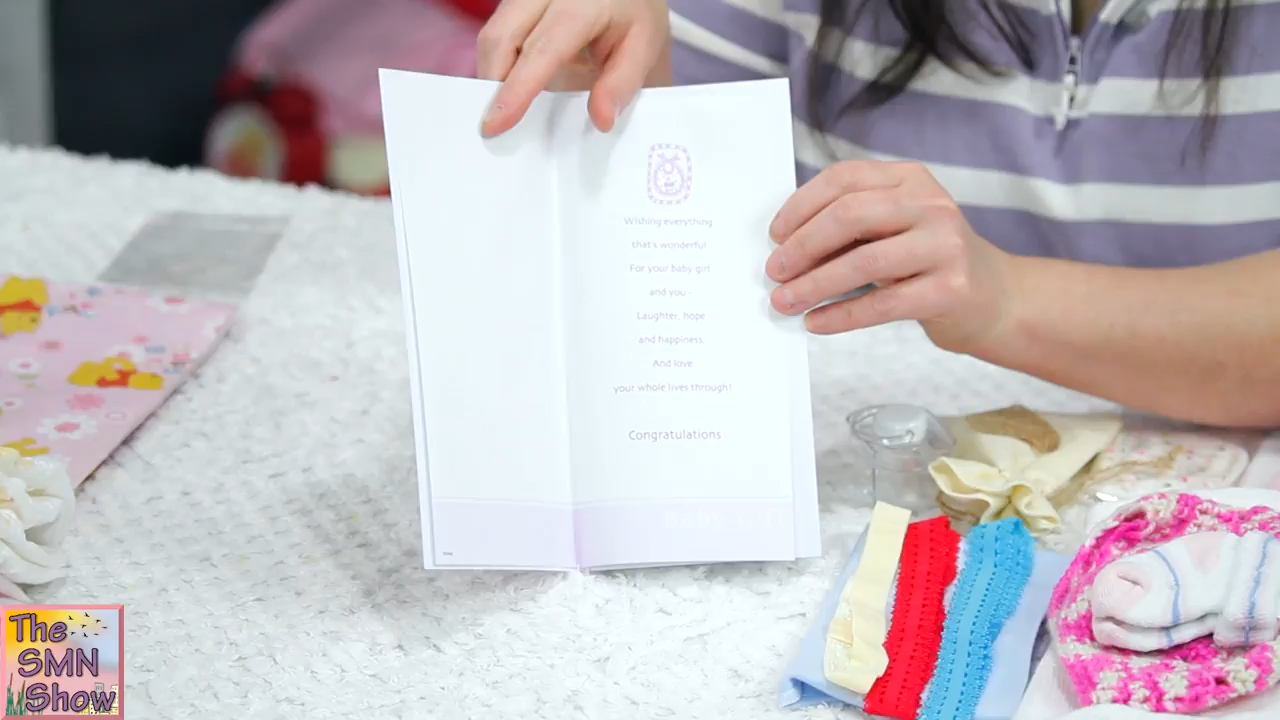 Wishing everything
that's wonderful
For your baby girl
and you -
Laughter, hope
and happiness,
And love
your whole lives through!
Congratulations
The
SMN
Show